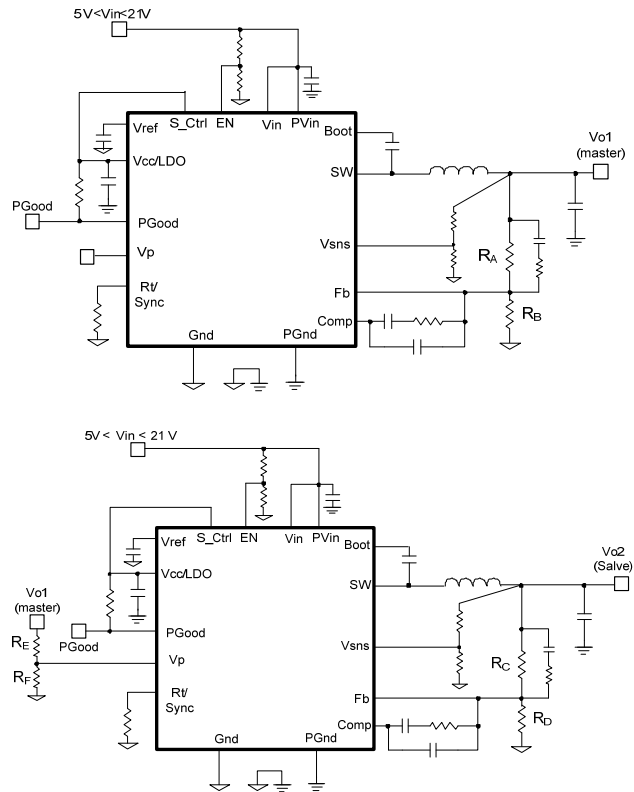 5V<Vin<21V
S_Ctrl EN Vin PVin
Vref
Boot
Vcc/LDO
SW
Vo1
(master)
PGood
PGood
Vp
Vsns
RA
Rt/
Sync
Fb
Comp
RB
Gnd
PGnd
5V < Vin < 21 V
S_Ctrl EN Vin PVin
Vref
Boot
Vcc/LDO
SW
Vo2
(Salve)
Vo1
(master)
RE
PGood
PGood
Vsns
RC
RF
Vp
Rt/
Sync
Fb
Comp
RD
Gnd
PGnd